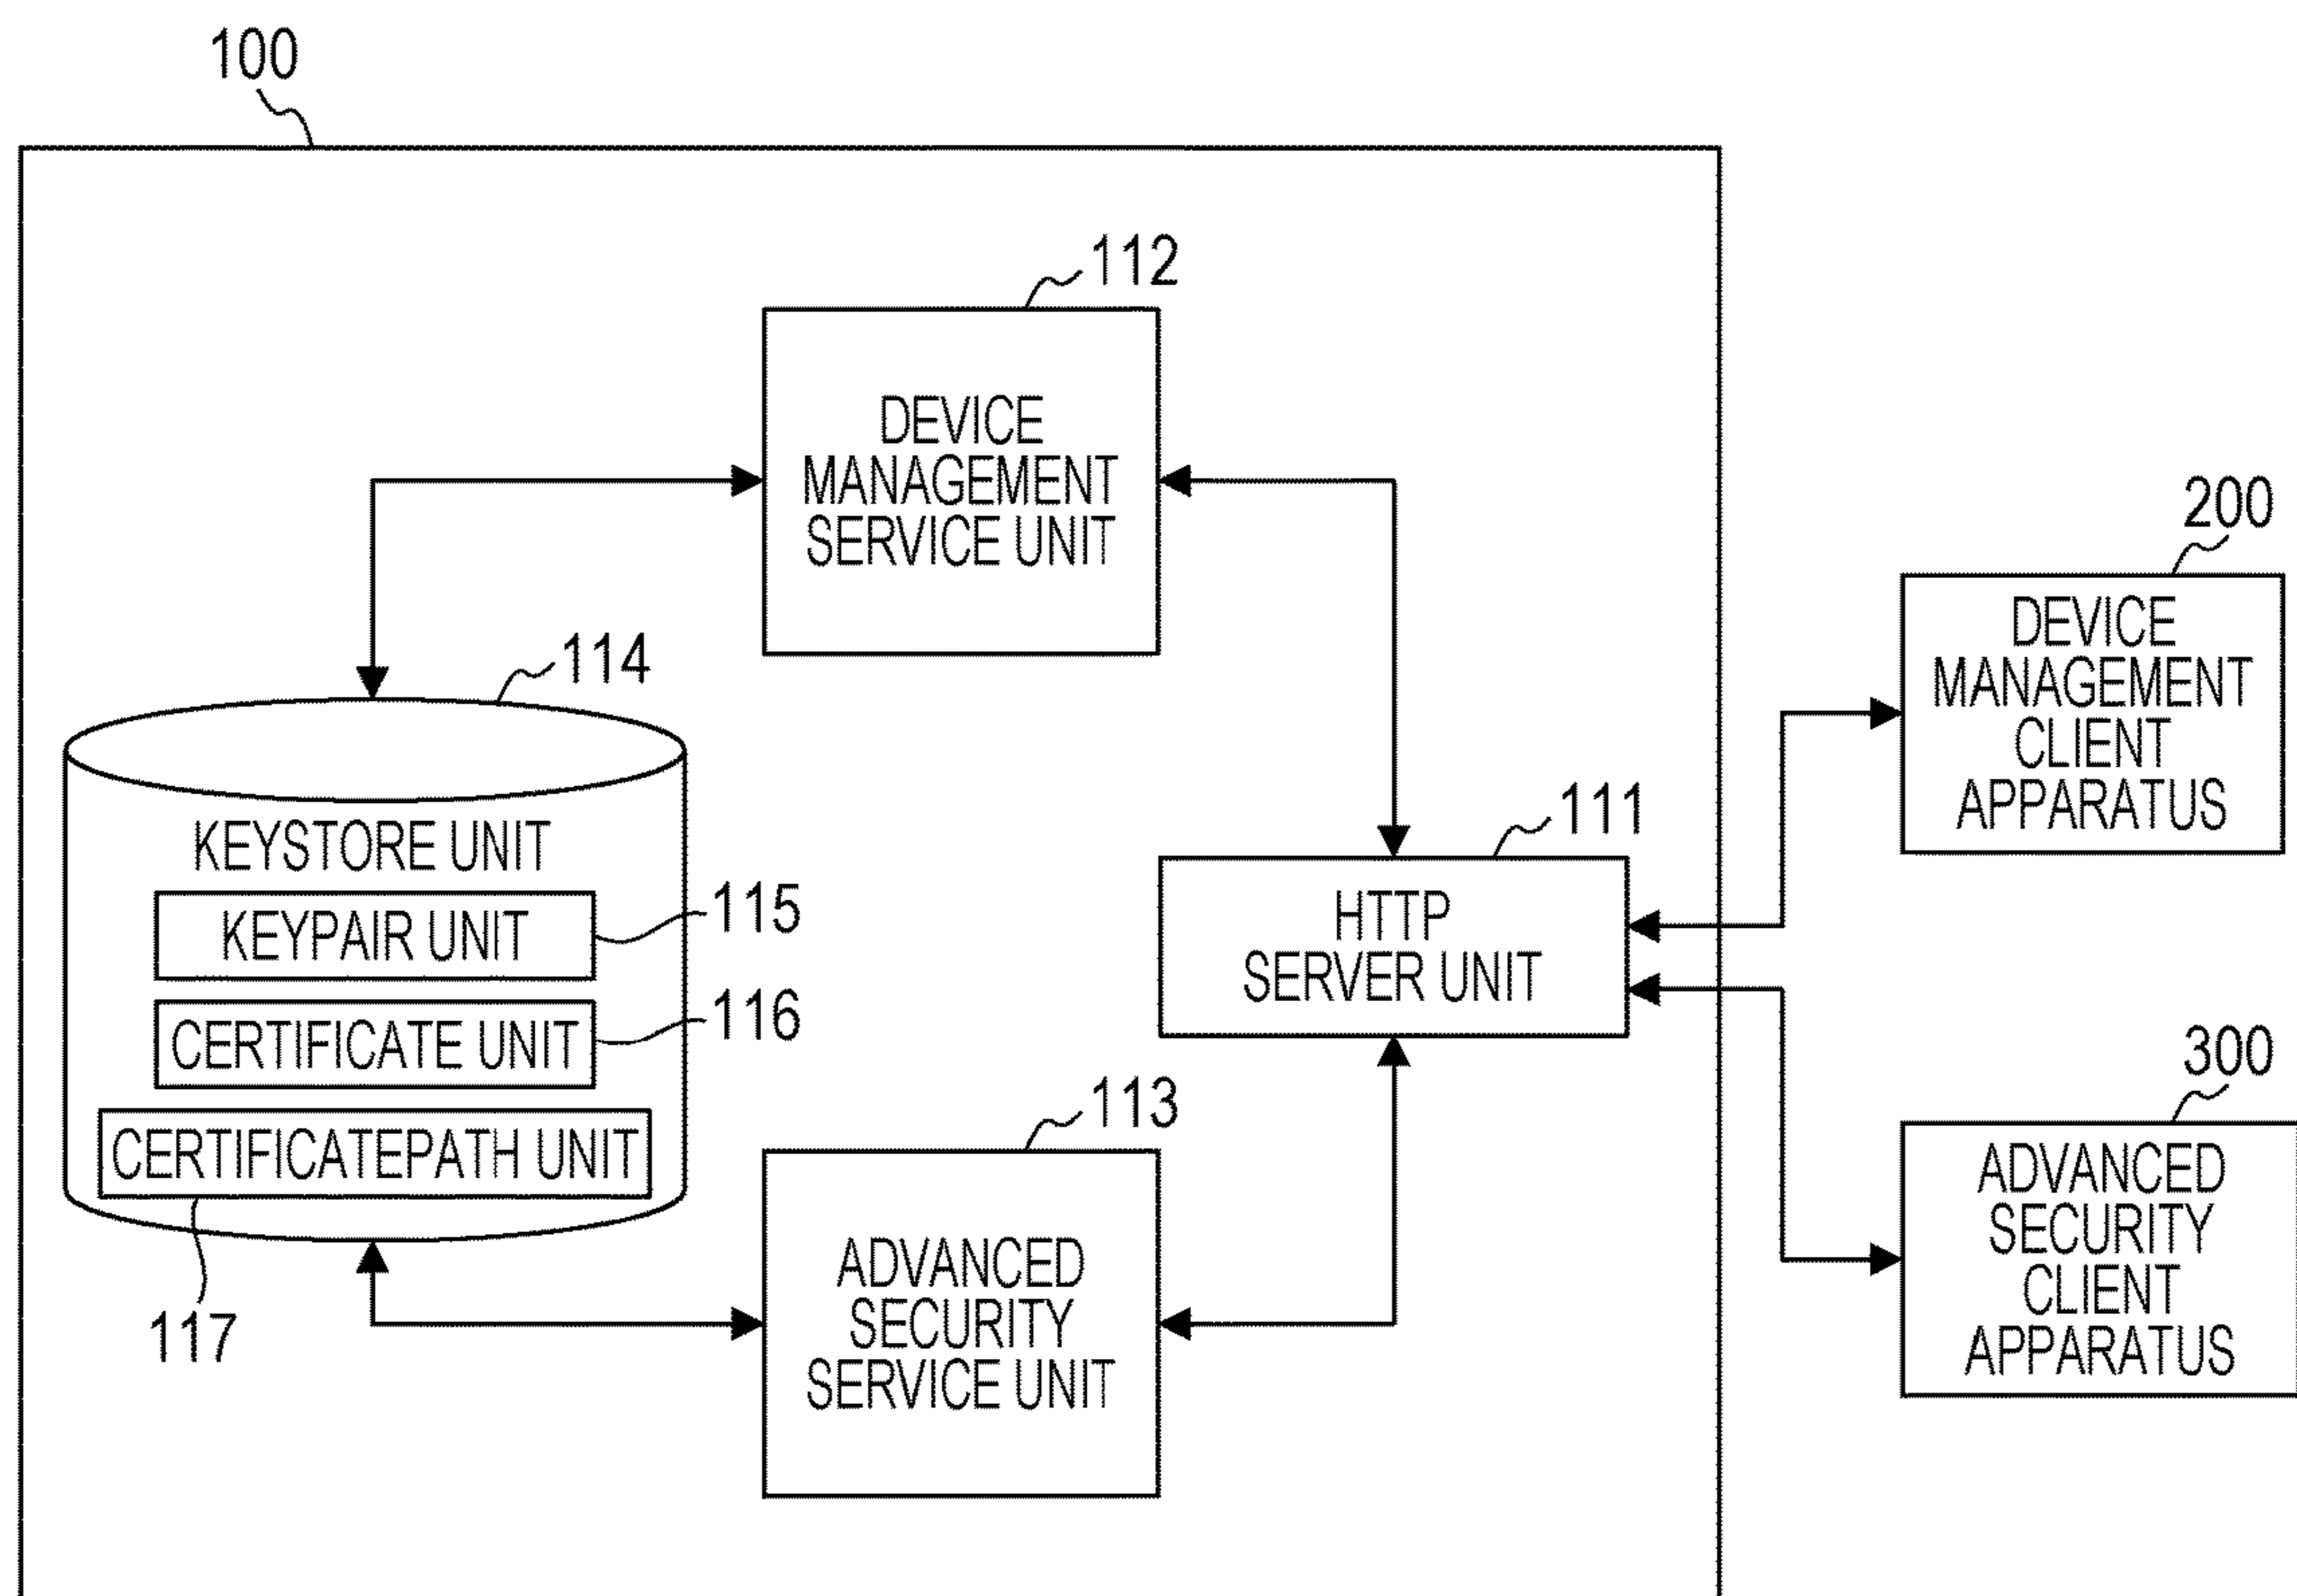 100
112
DEVICE
MANAGEMENT
SERVICE UNIT
200
DEVICE
MANAGEMENT
CLIENT
APPARATUS
114
KEYSTORE UNIT
KEYPAIR UNIT
115
CERTIFICATE UNIT
116
CERTIFICATEPATH UNIT
117
111
HTTP
SERVER UNIT
113
ADVANCED
SECURITY
SERVICE UNIT
300
ADVANCED
SECURITY
CLIENT
APPARATUS